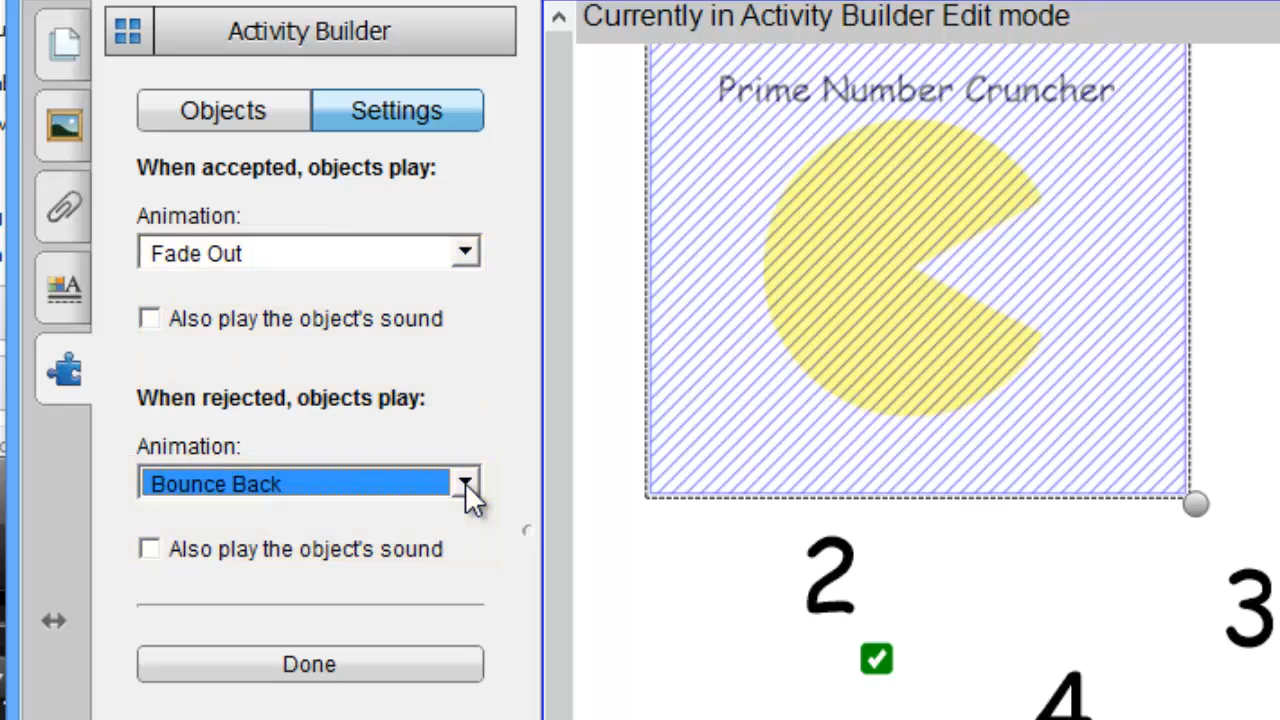 Activity Builder
Objects
Settings
When accepted, objects play:
Animation:
Fade Out
Also play the object's sound
When rejected, objects play:
Animation:
Bounce Back
Also play the object's sound
Done
Currently in Activity Builder Edit mode
Prime Number Cruncher
2
3
4